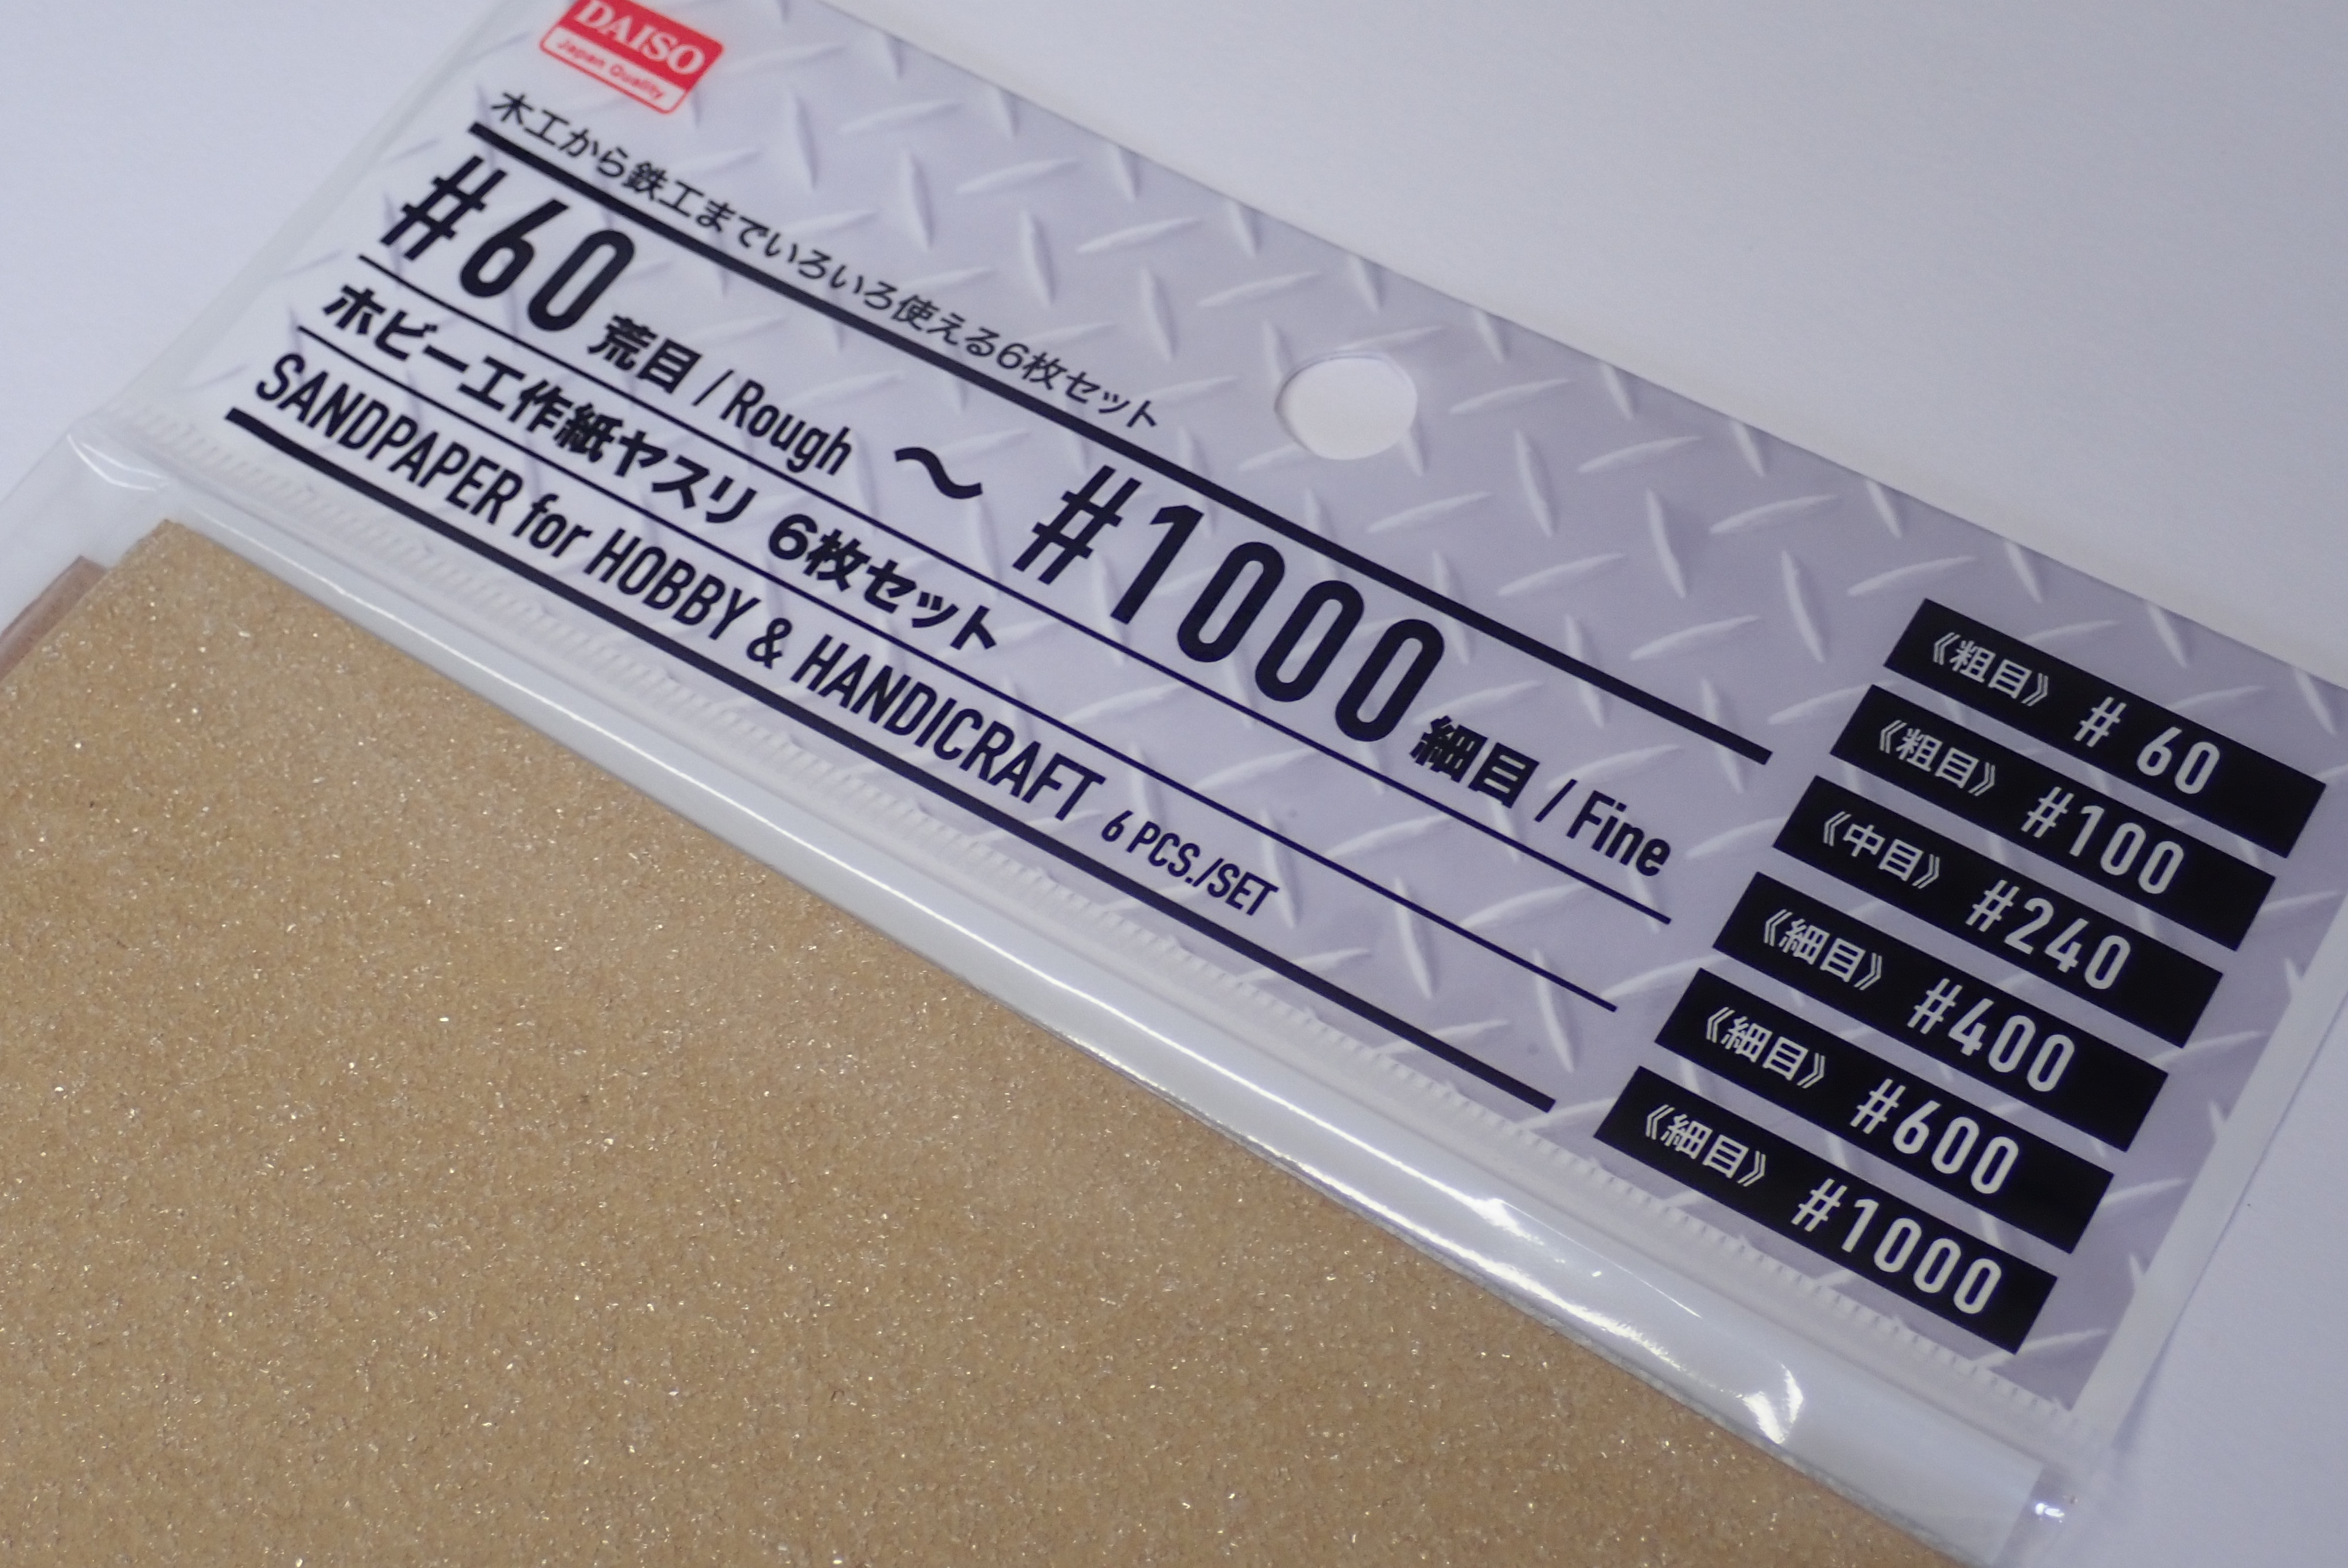 DAISO
Japan Quality
木工から鉄工までいろいろ使える6枚セット
#60 荒目 / Rough 〜 #1000 細目 / Fine
ホビー工作紙ヤスリ 6枚セット
SANDPAPER for HOBBY & HANDICRAFT 6 PCS./SET
《粗目》 # 60
《粗目》 #100
《中目》 #240
《細目》 #400
《細目》 #600
《細目》 #1000